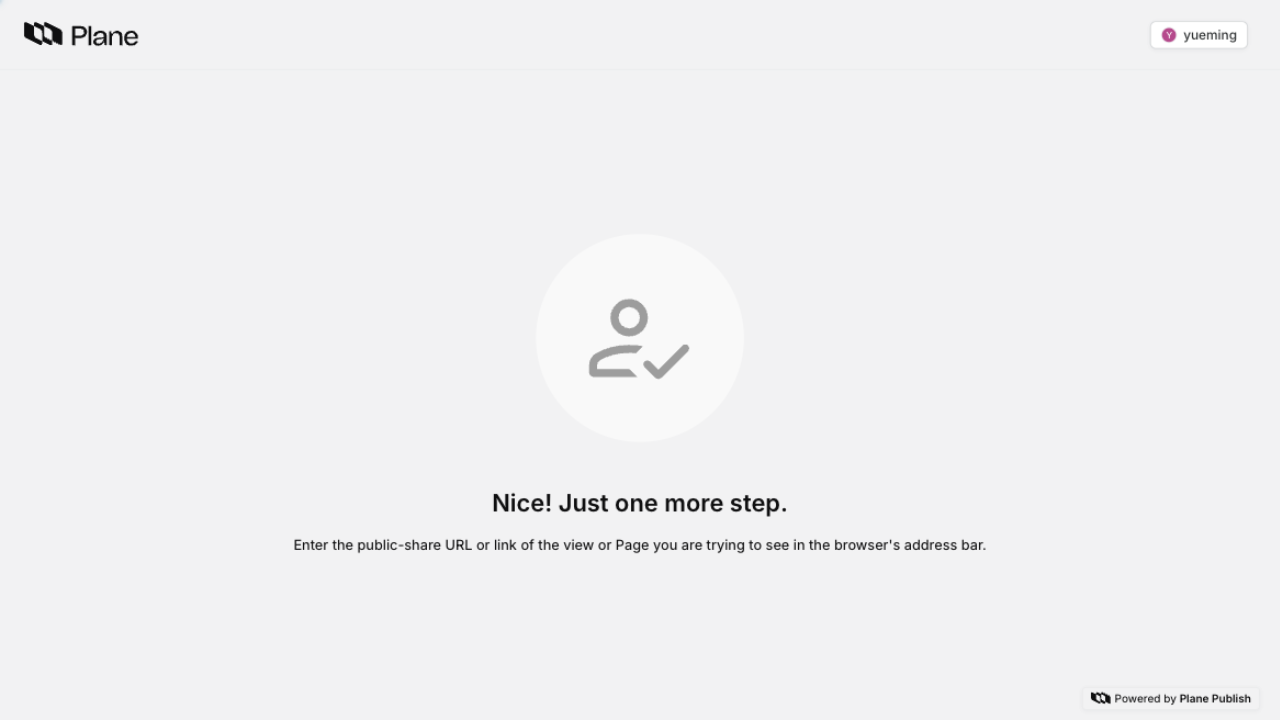 Plane
Y yueming
Nice! Just one more step.
Enter the public-share URL or link of the view or Page you are trying to see in the browser's address bar.
Powered by Plane Publish